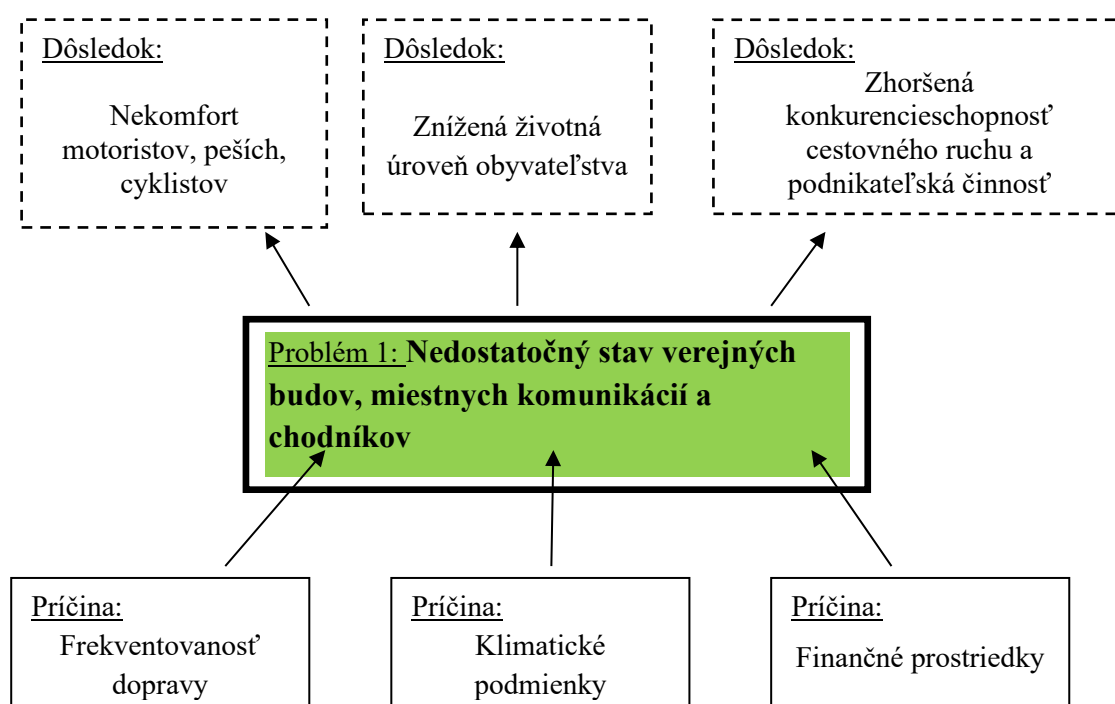 Dôsledok:
Nekomfort
motoristov, peších,
cyklistov
Dôsledok:
Znížená životná
úroveň obyvateľstva
Dôsledok:
Zhoršená
konkurencieschopnosť
cestovného ruchu a
podnikateľská činnosť
Problém 1: Nedostatočný stav verejných
budov, miestnych komunikácií a
chodníkov
Príčina:
Frekventovanosť
dopravy
Príčina:
Klimatické
podmienky
Príčina:
Finančné prostriedky